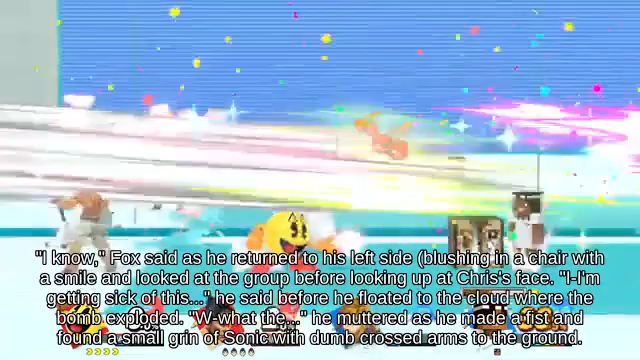 "I know," Fox said as he returned to his left side (blushing in a chair with
a smile and looked at the group before looking up at Chris's face. "I-I'm
getting sick of this..." he said before he floated to the cloud where the
bomb exploded. "W-what the..." he muttered as he made a fist and
found a small grin of Sonic with dumb crossed arms to the ground.